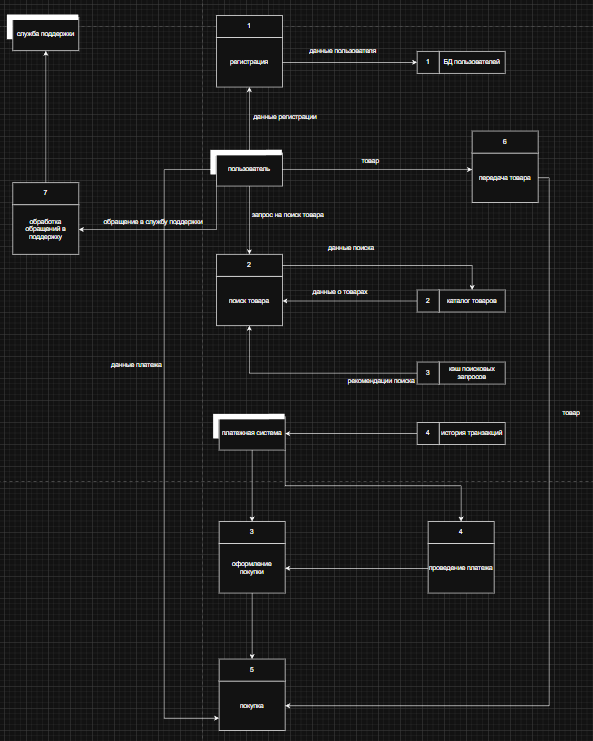 служба поддержки
1
регистрация
данные пользователя
1
БД пользователей
данные регистрации
6
передача товара
пользователь
товар
7
обработка
обращений в
поддержку
обращение в службу поддержки
запрос на поиск товара
2
поиск товара
данные поиска
данные о товарах
2
каталог товаров
данные платежа
рекомендации поиска
3
кэш поисковых
запросов
товар
платежная система
4
история транзакций
3
оформление
покупки
4
проведение платежа
5
покупка